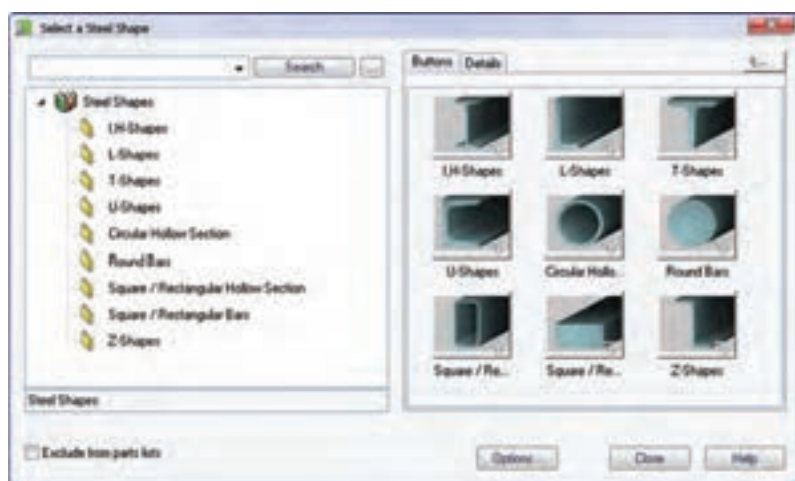 Select a Steel Shape
Search ...
Steel Shapes
I,H-Shapes
L-Shapes
T-Shapes
U-Shapes
Circular Hollow Section
Round Bars
Square / Rectangular Hollow Section
Square / Rectangular Bars
Z-Shapes
Steel Shapes
Exclude from parts lists
Buttons Details
I,H-Shapes L-Shapes T-Shapes
U-Shapes Circular Hollo... Round Bars
Square / Re... Square / Re... Z-Shapes
Options... Close Help